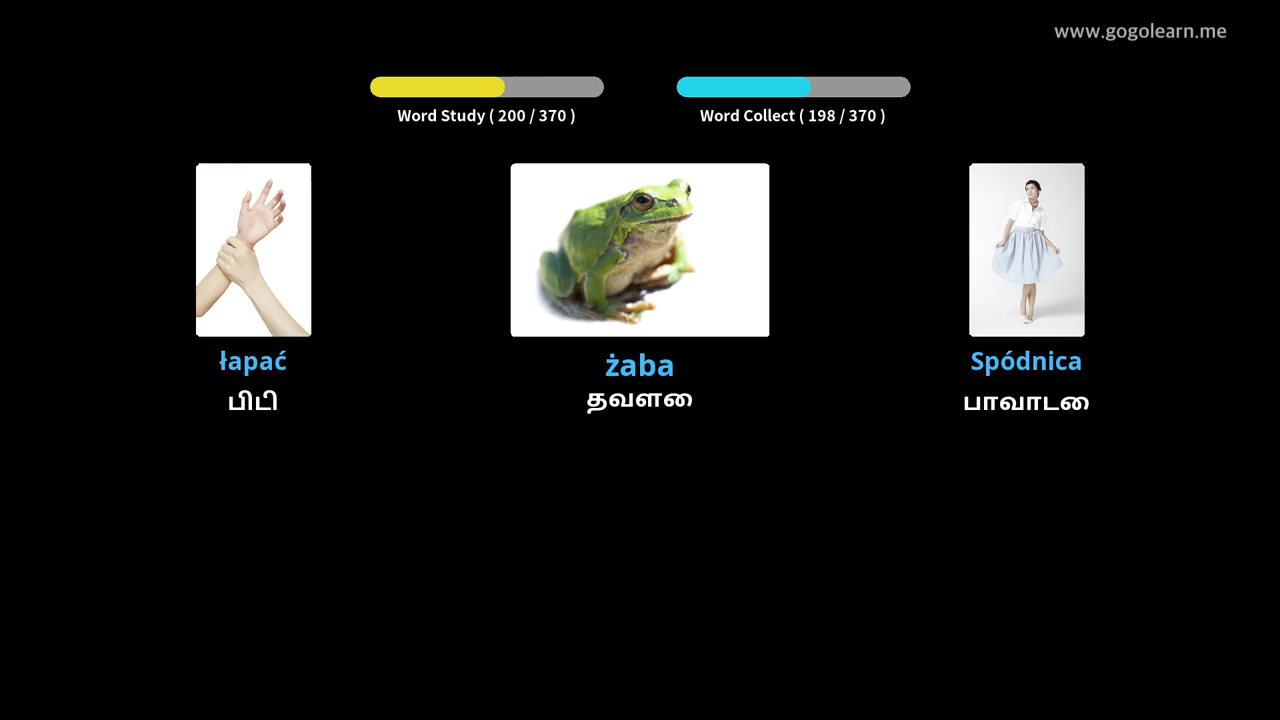 www.gogolearn.me
Word Study ( 200 / 370 )
Word Collect ( 198 / 370 )
łapać
żaba
Spódnica
பிடி
தவளை
பாவாடை